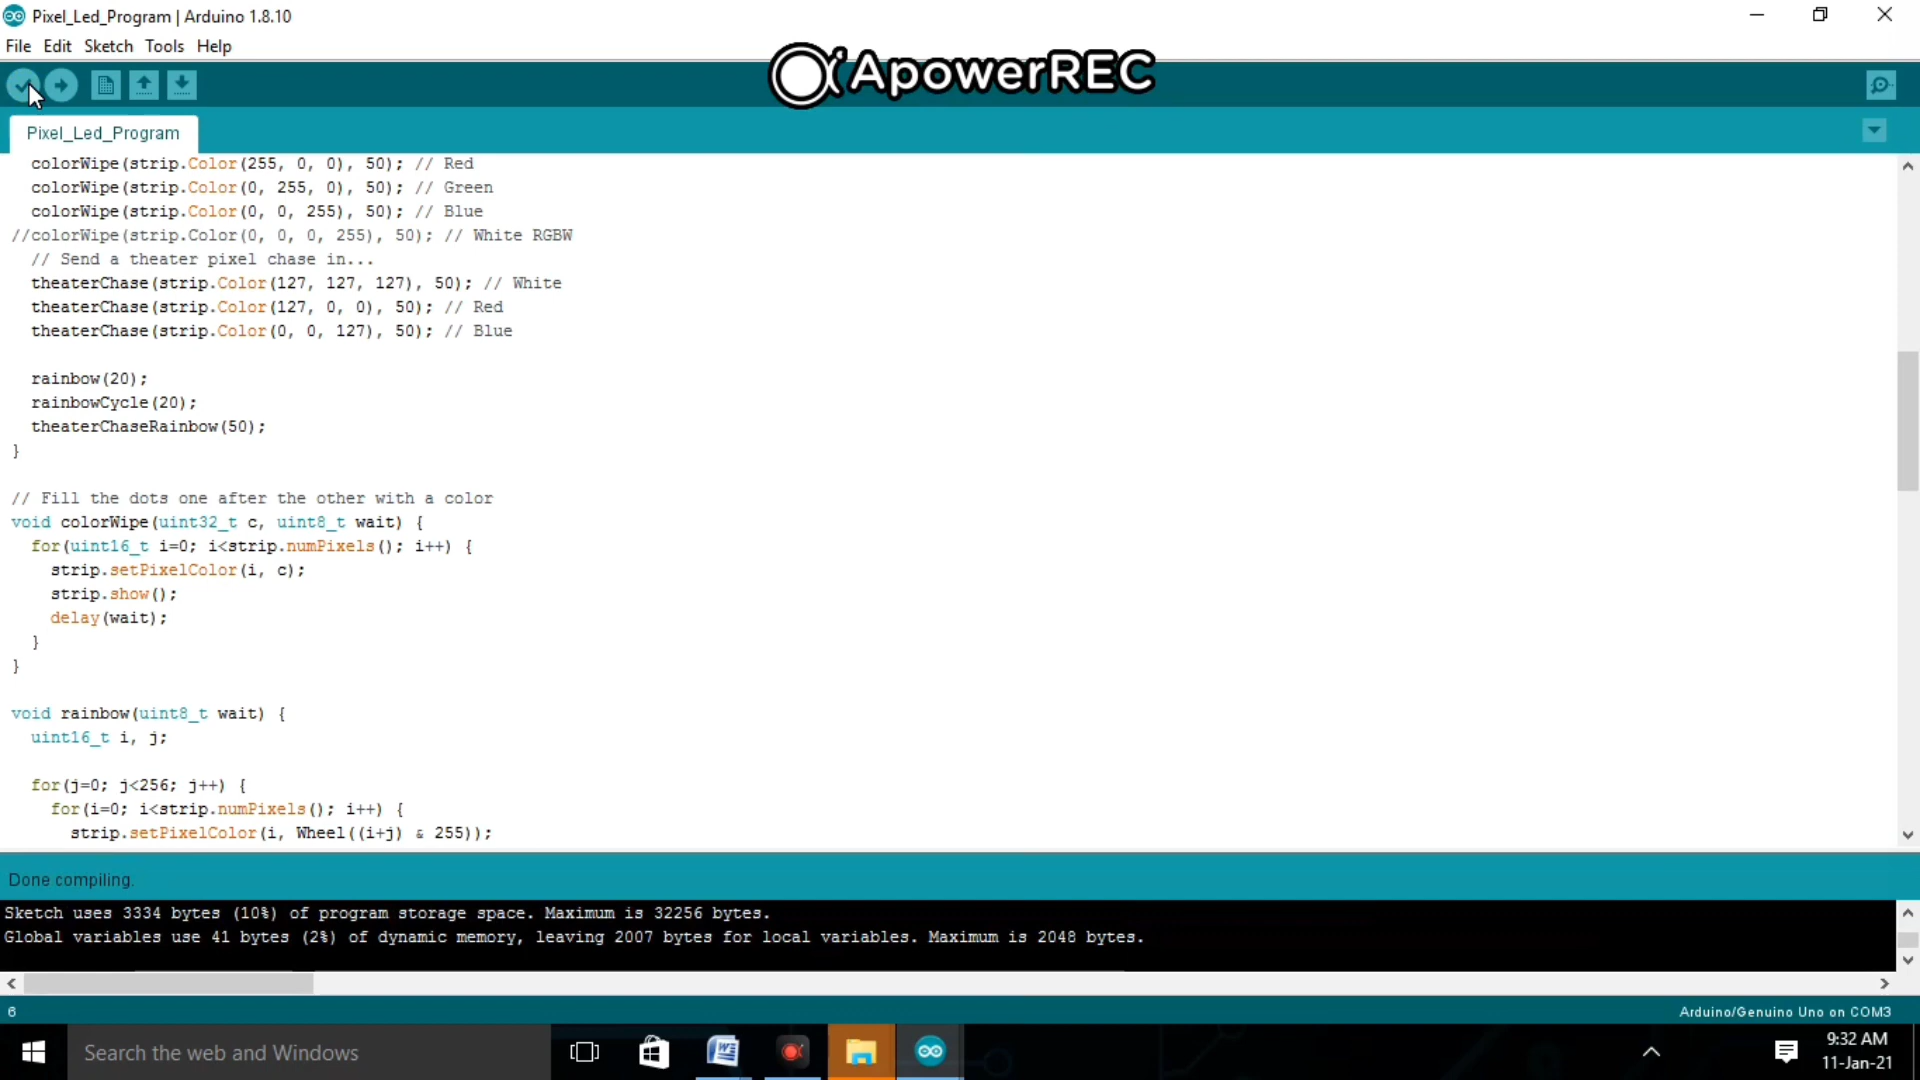 Pixel_Led_Program | Arduino 1.8.10
File Edit Sketch Tools Help
ApowerREC
Pixel_Led_Program
colorWipe(strip.Color(255, 0, 0), 50); // Red
colorWipe(strip.Color(0, 255, 0), 50); // Green
colorWipe(strip.Color(0, 0, 255), 50); // Blue
//colorWipe(strip.Color(0, 0, 0, 255), 50); // White RGBW
// Send a theater pixel chase in...
theaterChase(strip.Color(127, 127, 127), 50); // White
theaterChase(strip.Color(127, 0, 0), 50); // Red
theaterChase(strip.Color(0, 0, 127), 50); // Blue
rainbow(20);
rainbowCycle(20);
theaterChaseRainbow(50);
}
// Fill the dots one after the other with a color
void colorWipe(uint32_t c, uint8_t wait) {
for(uint16_t i=0; i<strip.numPixels(); i++) {
strip.setPixelColor(i, c);
strip.show();
delay(wait);
}
}
void rainbow(uint8_t wait) {
uint16_t i, j;
for(j=0; j<256; j++) {
for(i=0; i<strip.numPixels(); i++) {
strip.setPixelColor(i, Wheel((i+j) & 255));
Done compiling.
Sketch uses 3334 bytes (10%) of program storage space. Maximum is 32256 bytes.
Global variables use 41 bytes (2%) of dynamic memory, leaving 2007 bytes for local variables. Maximum is 2048 bytes.
6
Arduino/Genuino Uno on COM3
Search the web and Windows
9:32 AM
11-Jan-21